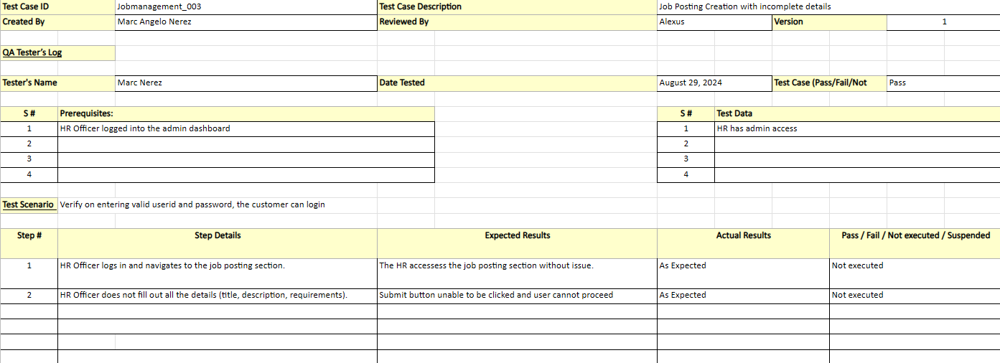 Test Case ID Jobmanagement_003 Test Case Description Job Posting Creation with incomplete details
Created By Marc Angelo Nerez Reviewed By Alexus Version 1
QA Tester's Log
Tester's Name Marc Nerez Date Tested August 29, 2024 Test Case (Pass/Fail/Not Pass
S # Prerequisites: S # Test Data
1 HR Officer logged into the admin dashboard 1 HR has admin access
2 2
3 3
4 4
Test Scenario Verify on entering valid userid and password, the customer can login
Step # Step Details Expected Results Actual Results Pass / Fail / Not executed / Suspended
1 HR Officer logs in and navigates to the job posting section. The HR accessess the job posting section without issue. As Expected Not executed
2 HR Officer does not fill out all the details (title, description, requirements). Submit button unable to be clicked and user cannot proceed As Expected Not executed